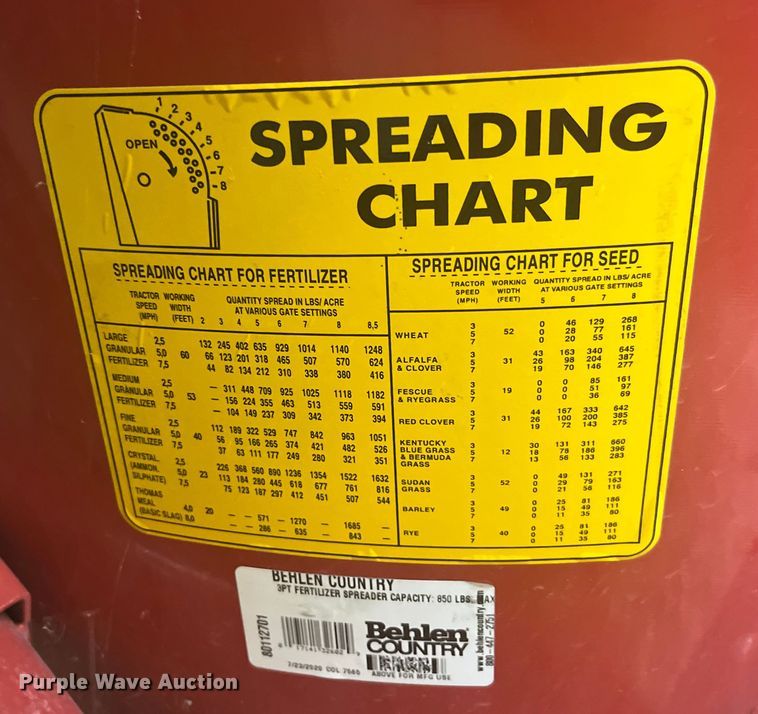 1 2 3 4 5 6 7 8
OPEN
SPREADING
CHART
SPREADING CHART FOR FERTILIZER
TRACTOR SPEED (MPH) WORKING WIDTH (FEET) QUANTITY SPREAD IN LBS/ ACRE AT VARIOUS GATE SETTINGS
2 3 4 5 6 7 8 8,5
LARGE 2,5 132 245 402 635 929 1014 1140 1248
GRANULAR 5,0 60 66 123 201 318 465 507 570 624
FERTILIZER 7,5 44 82 134 212 310 338 380 416
MEDIUM 2,5 – 311 448 709 925 1025 1118 1182
GRANULAR 5,0 53 – 156 224 355 463 513 559 591
FERTILIZER 7,5 – 104 149 237 309 342 373 394
FINE 2,5 112 189 322 529 747 842 963 1051
GRANULAR 5,0 40 56 95 166 265 374 421 482 526
FERTILIZER 7,5 37 63 111 177 249 280 321 351
CRYSTAL 2,5 226 368 560 890 1236 1354 1522 1632
(AMMON. 5,0 23 113 184 280 445 618 677 761 816
SILPHATE) 7,5 75 123 187 297 412 451 507 544
THOMAS
MEAL 4,0 20 – – 571 – 1270 – 1685 –
(BASIC SLAG) 8,0 – – 286 – 635 – 843 –
SPREADING CHART FOR SEED
TRACTOR SPEED (MPH) WORKING WIDTH (FEET) QUANTITY SPREAD IN LBS/ ACRE AT VARIOUS GATE SETTINGS
5 6 7 8
3 0 46 129 268
WHEAT 5 52 0 28 77 161
7 0 20 55 115
ALFALFA 3 43 163 340 645
& CLOVER 5 31 26 98 204 387
7 19 70 146 277
FESCUE 3 0 0 85 161
& RYEGRASS 5 19 0 0 51 97
7 0 0 36 69
3 44 167 333 642
RED CLOVER 5 31 26 100 200 385
7 19 72 143 275
KENTUCKY 3 30 131 311 660
BLUE GRASS 5 12 18 78 186 396
& BERMUDA 7 13 56 133 283
GRASS
SUDAN 3 0 49 131 271
GRASS 5 52 0 29 79 163
7 0 21 56 116
3 0 25 81 186
BARLEY 5 49 0 15 49 111
7 0 11 35 80
3 0 25 81 186
RYE 5 40 0 15 49 111
7 0 11 35 80
BEHLEN COUNTRY
3PT FERTILIZER SPREADER CAPACITY: 850 LBS. MAX
80112701
Behlen
COUNTRY
ABOVE FOR MFG USE
7/23/2020 COL 7660
www.behlencountry.com
800-447-2751
Purple Wave Auction